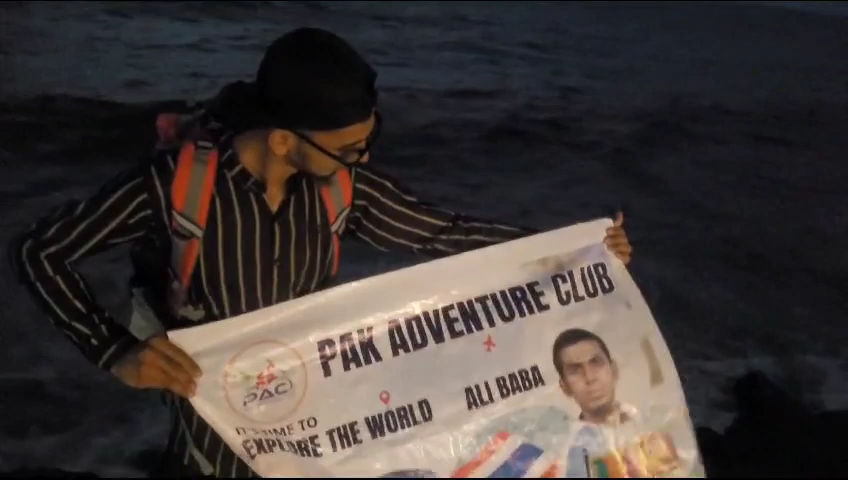 PAK ADVENTURE CLUB
PAC
ALI BABA
IT'S TIME TO
EXPLORE THE WORLD